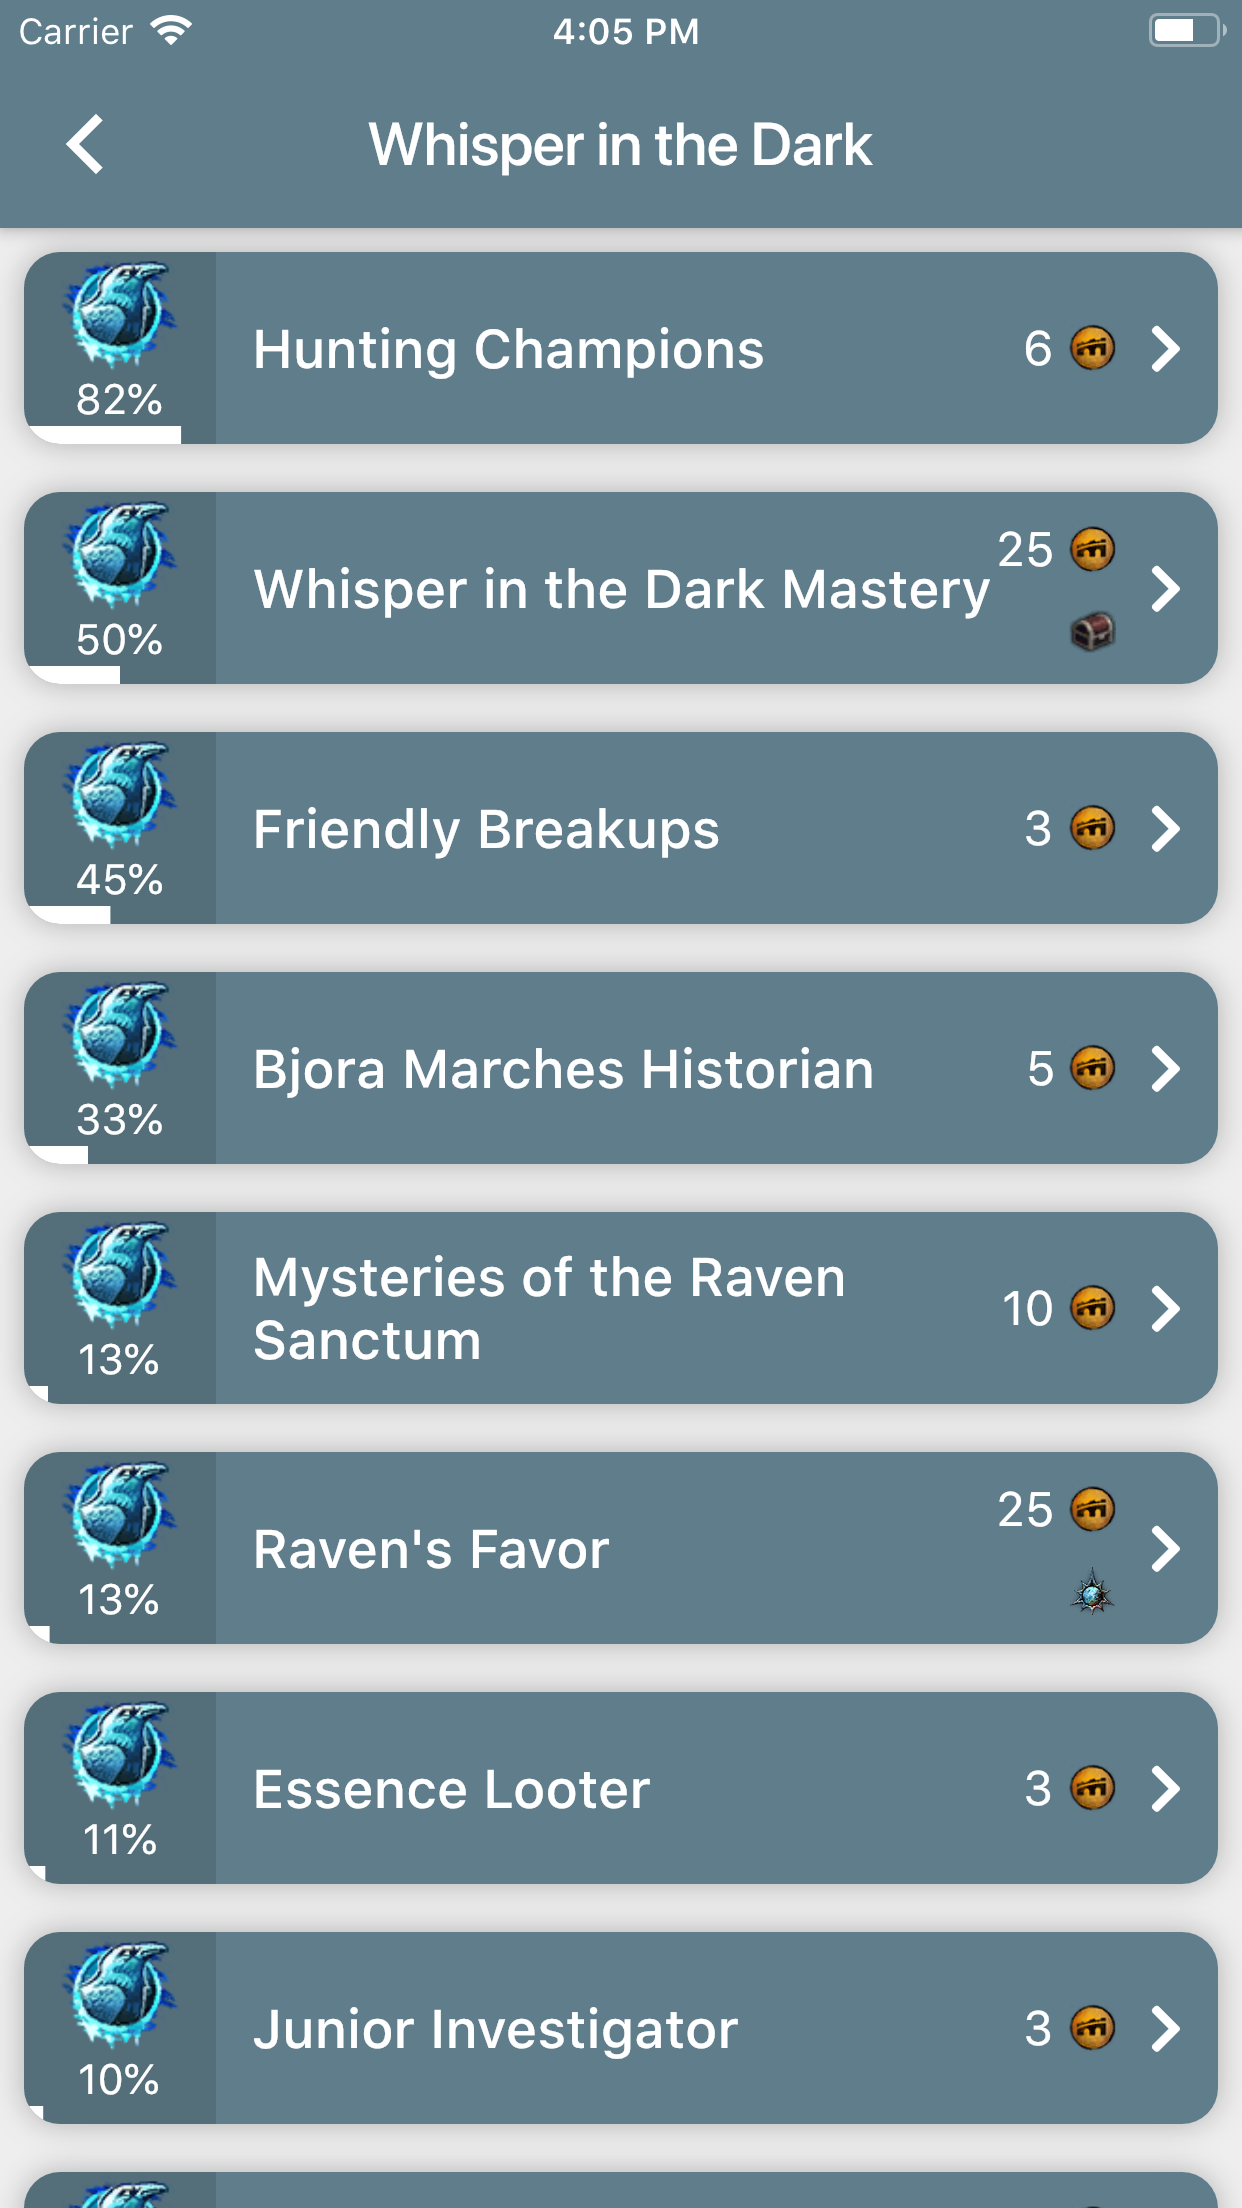 Carrier 4:05 PM
Whisper in the Dark
Hunting Champions 6
82%
25
Whisper in the Dark Mastery
50%
Friendly Breakups 3
45%
Bjora Marches Historian 5
33%
Mysteries of the Raven
Sanctum
10
13%
25
Raven's Favor
13%
Essence Looter 3
11%
Junior Investigator 3
10%